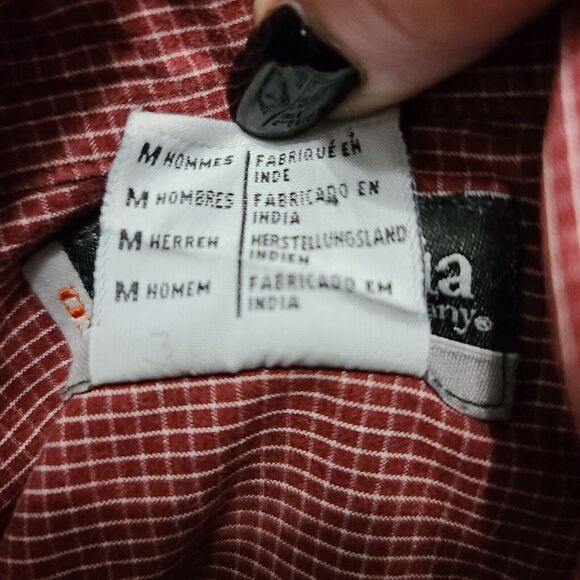 M HOMMES FABRIQUÉ EN
INDE
M HOMBRES FABRICADO EN
INDIA
M HERREN HERSTELLUNGSLAND
INDIEN
M HOMEM FABRICADO EM
INDIA